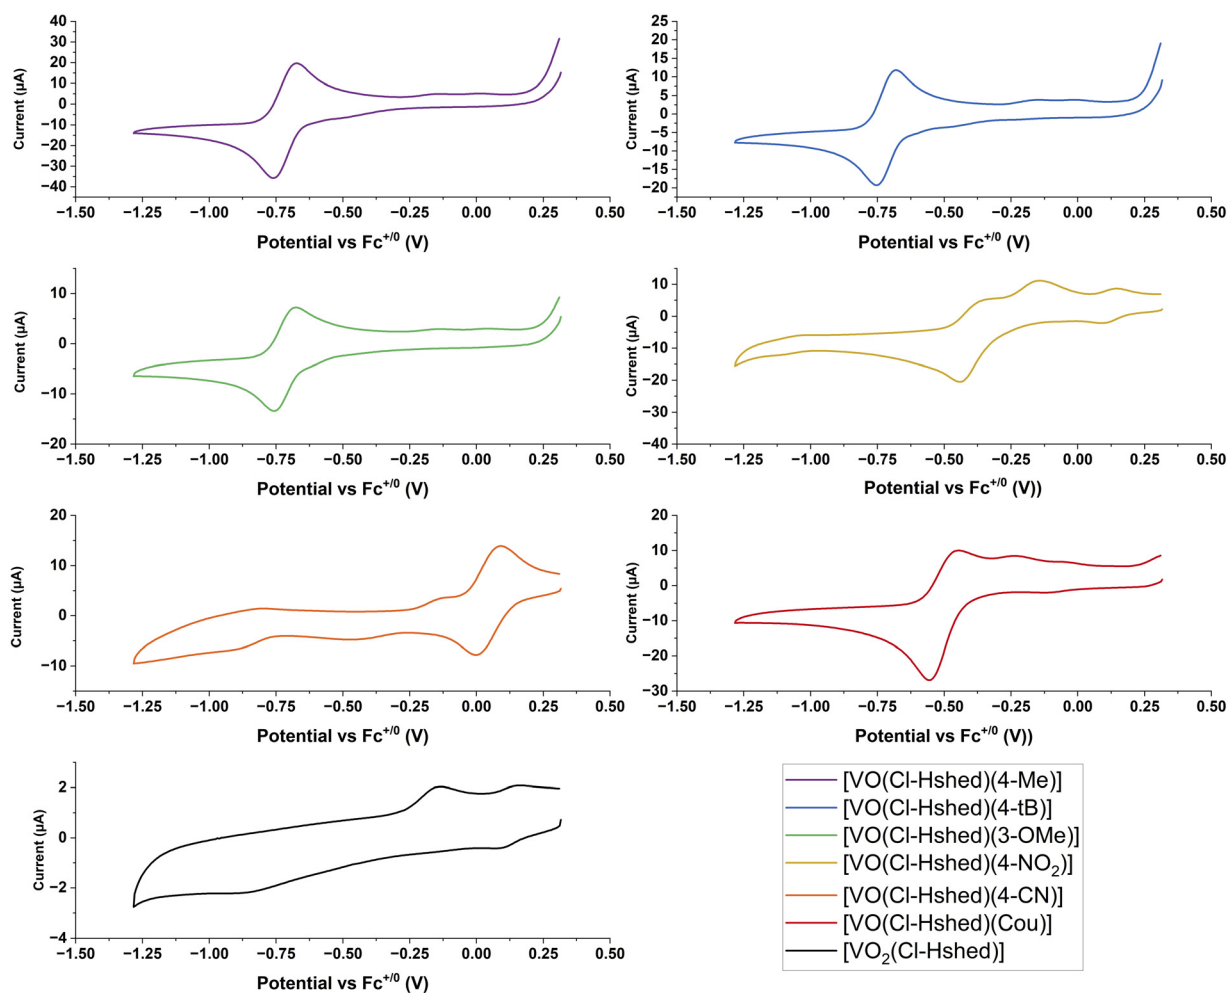 40
30
20
10
0
−10
−20
−30
−40
Current (µA)
−1.50 −1.25 −1.00 −0.75 −0.50 −0.25 0.00 0.25 0.50
Potential vs Fc+/0 (V)
25
20
15
10
5
0
−5
−10
15
20
Current (µA)
−1.50 −1.25 −1.00 −0.75 −0.50 −0.25 0.00 0.25 0.50
Potential vs Fc+/0 (V)
10
0
−10
−20
Current (µA)
−1.50 −1.25 −1.00 −0.75 −0.50 −0.25 0.00 0.25 0.50
Potential vs Fc+/0 (V)
10
0
−10
−20
−30
−40
Current (µA)
−1.50 −1.25 −1.00 −0.75 −0.50 −0.25 0.00 0.25 0.50
Potential vs Fc+/0 (V))
20
10
0
−10
Current (µA)
−1.50 −1.25 −1.00 −0.75 −0.50 −0.25 0.00 0.25 0.50
Potential vs Fc+/0 (V)
20
10
0
−10
−20
−30
Current (µA)
−1.50 −1.25 −1.00 −0.75 −0.50 −0.25 0.00 0.25 0.50
Potential vs Fc+/0 (V))
2
0
−2
−4
Current (µA)
−1.50 −1.25 −1.00 −0.75 −0.50 −0.25 0.00 0.25 0.50
Potential vs Fc+/0 (V)
[VO(Cl-Hshed)(4-Me)]
[VO(Cl-Hshed)(4-tB)]
[VO(Cl-Hshed)(3-OMe)]
[VO(Cl-Hshed)(4-NO2)]
[VO(Cl-Hshed)(4-CN)]
[VO(Cl-Hshed)(Cou)]
[VO2(Cl-Hshed)]